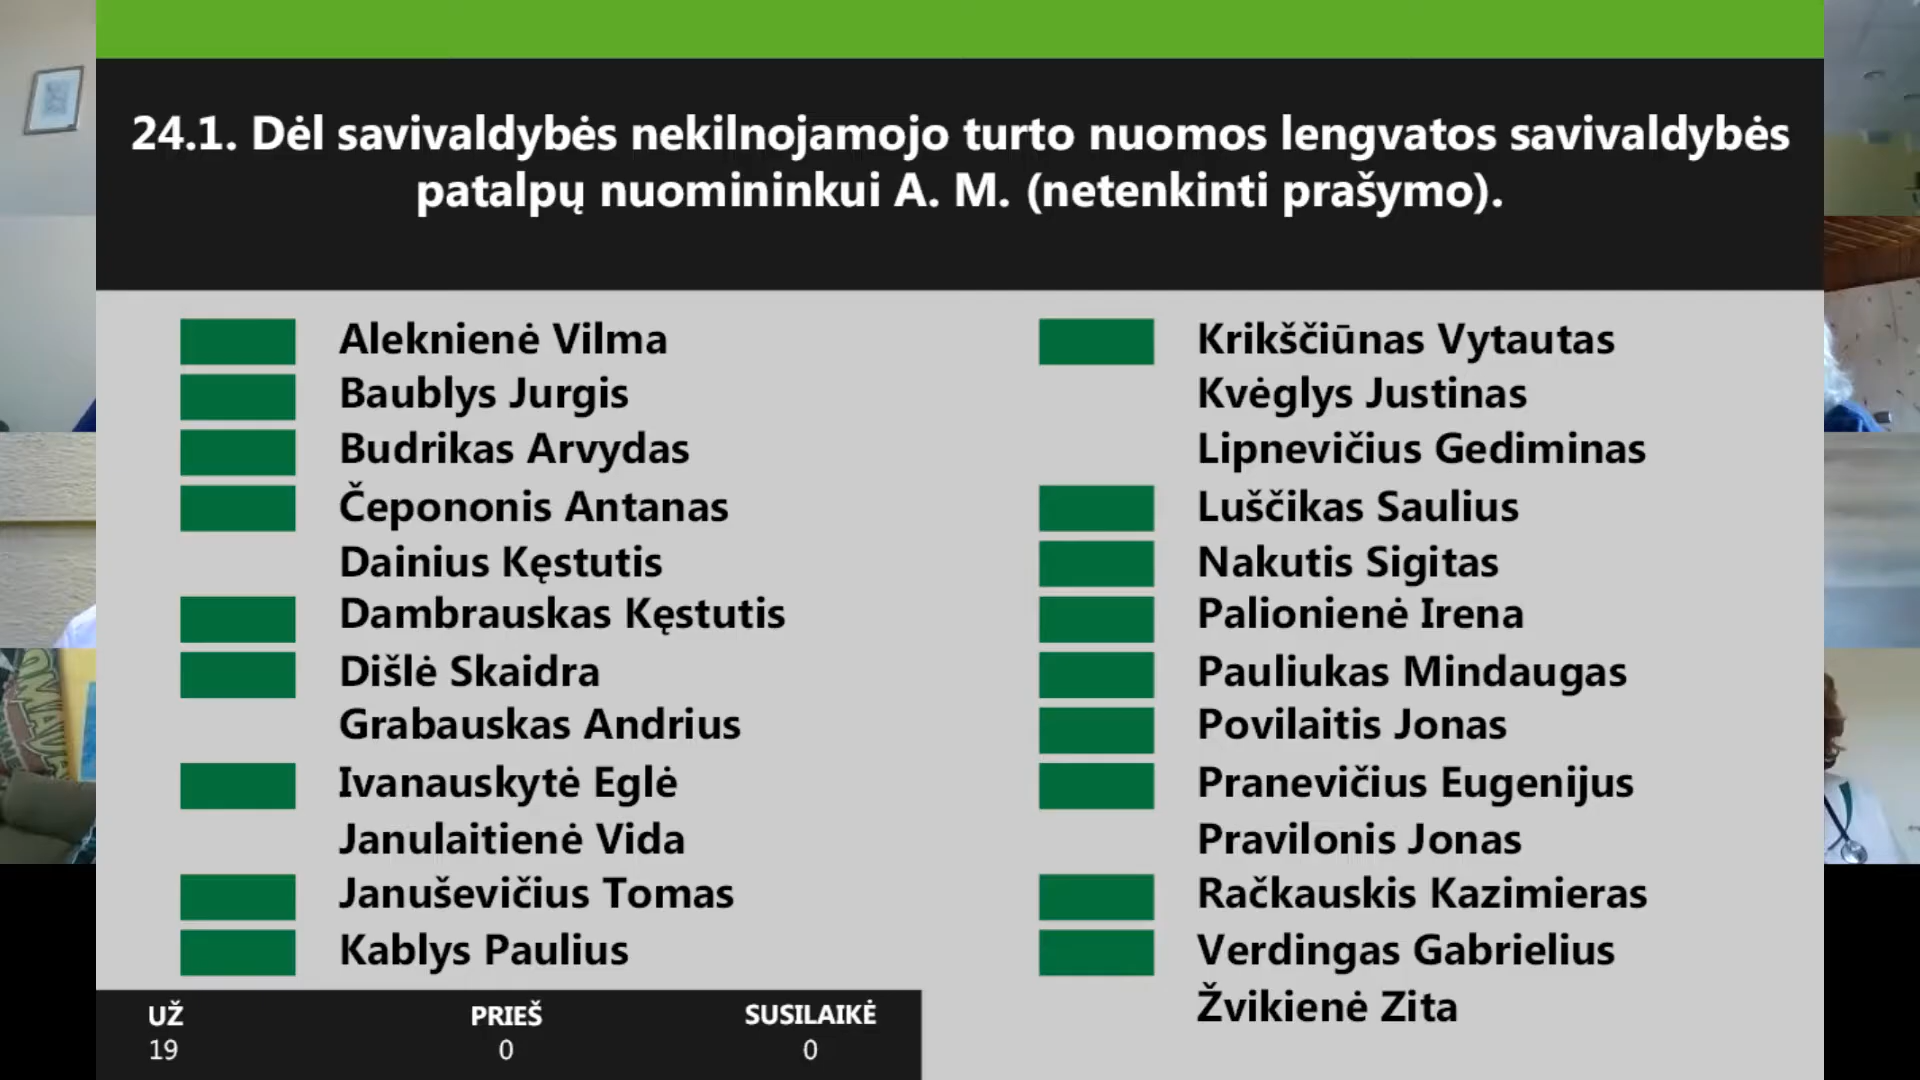 24.1. Dėl savivaldybės nekilnojamojo turto nuomos lengvatos savivaldybės
patalpų nuomininkui A. M. (netenkinti prašymo).
Aleknienė Vilma
Baublys Jurgis
Budrikas Arvydas
Čepononis Antanas
Dainius Kęstutis
Dambrauskas Kęstutis
Dišlė Skaidra
Grabauskas Andrius
Ivanauskytė Eglė
Janulaitienė Vida
Januševičius Tomas
Kablys Paulius
Krikščiūnas Vytautas
Kvėglys Justinas
Lipnevičius Gediminas
Luščikas Saulius
Nakutis Sigitas
Palionienė Irena
Pauliukas Mindaugas
Povilaitis Jonas
Pranevičius Eugenijus
Pravilonis Jonas
Račkauskis Kazimieras
Verdingas Gabrielius
Žvikienė Zita
UŽ PRIEŠ SUSILAIKĖ
19 0 0